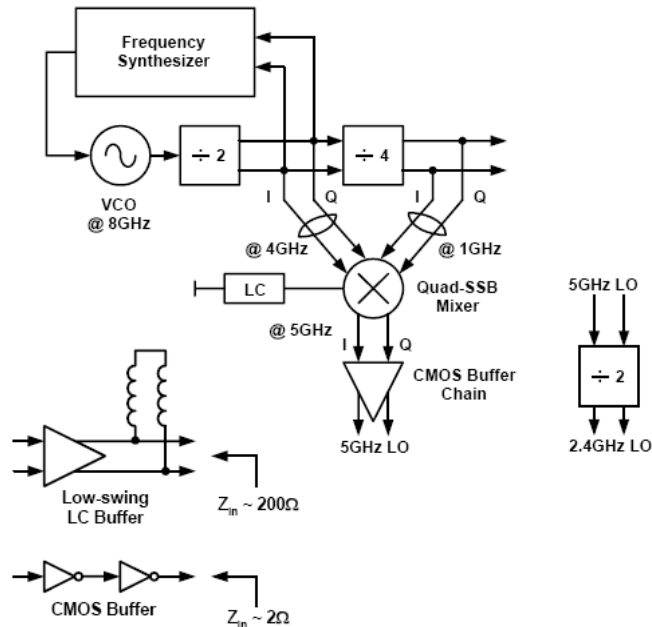 Frequency
Synthesizer
VCO
@ 8GHz
÷ 2
÷ 4
I
Q
I
Q
@ 4GHz
@ 1GHz
LC
Quad-SSB
Mixer
@ 5GHz
I
Q
CMOS Buffer
Chain
5GHz LO
5GHz LO
÷ 2
2.4GHz LO
Low-swing
LC Buffer
Zin ~ 200Ω
CMOS Buffer
Zin ~ 2Ω